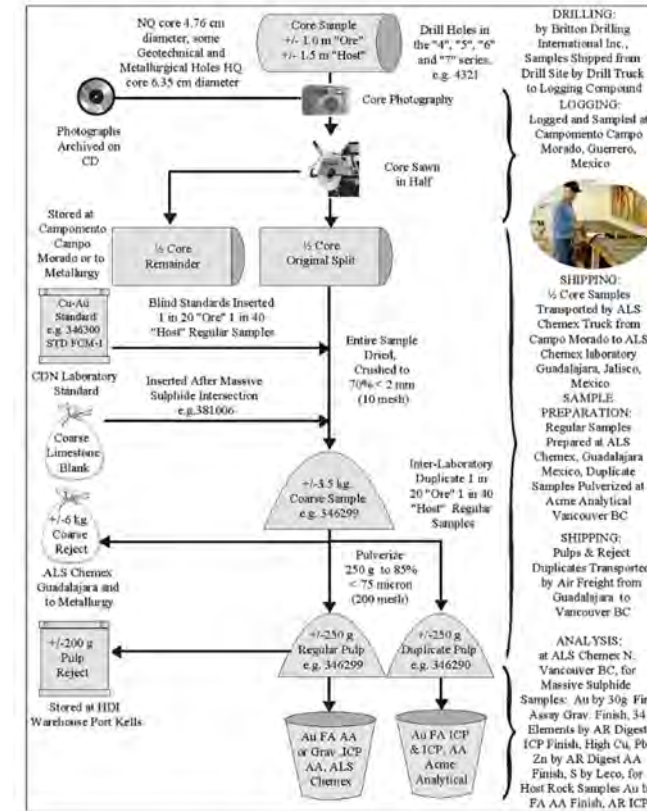 NQ core 4.76 cm
diameter, some
Geotechnical and
Metallurgical Holes HQ
core 6.35 cm diameter
Core Sample
+/- 1.0 m "Ore"
+/- 1.5 m "Host"
Drill Holes in
the "4", "5", "6"
and "7" series.
e.g. 4321
Photographs
Archived on
CD
Core Photography
Core Sawn
in Half
Stored at
Campomento
Campo
Morado or to
Metallurgy
½ Core
Remainder
½ Core
Original Split
Cu-Au
Standard
e.g. 346300
STD FCM-1
Blind Standards Inserted
1 in 20 "Ore" 1 in 40
"Host" Regular Samples
CDN Laboratory
Standard
Entire Sample
Dried,
Crushed to
70% < 2 mm
(10 mesh)
Inserted After Massive
Sulphide Intersection
e.g.381006
Coarse
Limestone
Blank
+/-3.5 kg
Coarse Sample
e.g. 346299
Inter-Laboratory
Duplicate 1 in
20 "Ore" 1 in 40
"Host" Regular
Samples
+/-6 kg
Coarse
Reject
ALS Chemex
Guadalajara and
to Metallurgy
Pulverize
250 g to 85%
< 75 micron
(200 mesh)
+/-200 g
Pulp
Reject
Stored at HDI
Warehouse Port Kells
+/-250 g
Regular Pulp
e.g. 346299
+/-250 g
Duplicate Pulp
e.g. 346290
Au FA AA
or Grav. ICP
AA, ALS
Chemex
Au FA ICP
& ICP, AA
Acme
Analytical
DRILLING:
by Britton Drilling
International Inc.,
Samples Shipped from
Drill Site by Drill Truck
to Logging Compound
LOGGING:
Logged and Sampled at
Campomento Campo
Morado, Guerrero,
Mexico
SHIPPING:
½ Core Samples
Transported by ALS
Chemex Truck from
Campo Morado to ALS
Chemex laboratory
Guadalajara, Jalisco,
Mexico
SAMPLE
PREPARATION:
Regular Samples
Prepared at ALS
Chemex, Guadalajara
Mexico, Duplicate
Samples Pulverized at
Acme Analytical
Vancouver BC
SHIPPING:
Pulps & Reject
Duplicates Transported
by Air Freight from
Guadalajara to
Vancouver BC
ANALYSIS:
at ALS Chemex N.
Vancouver BC, for
Massive Sulphide
Samples: Au by 30g Fir
Assay Grav. Finish, 34
Elements by AR Digest
ICP Finish, High Cu, Pb
Zn by AR Digest AA
Finish, S by Leco, for
Host Rock Samples Au b
FA AA Finish, AR ICP